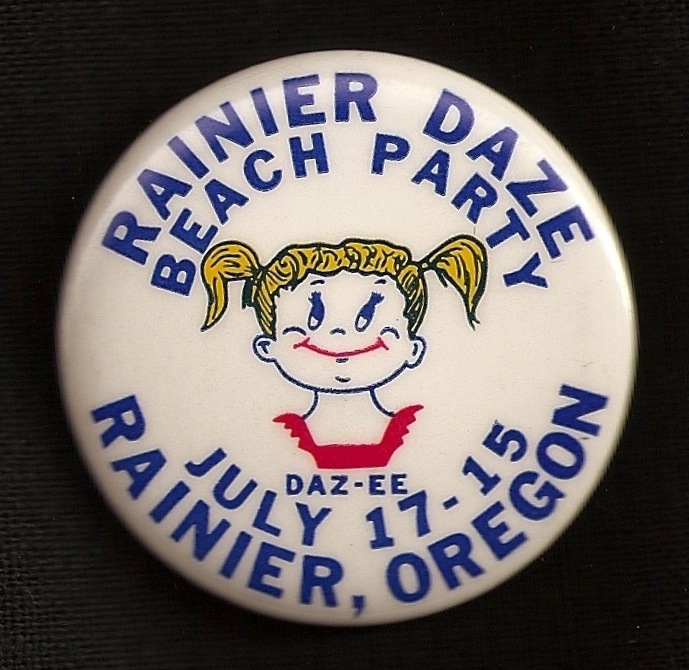 RAINIER DAZE
BEACH PARTY
DAZ-EE
JULY 17-15
RAINIER, OREGON